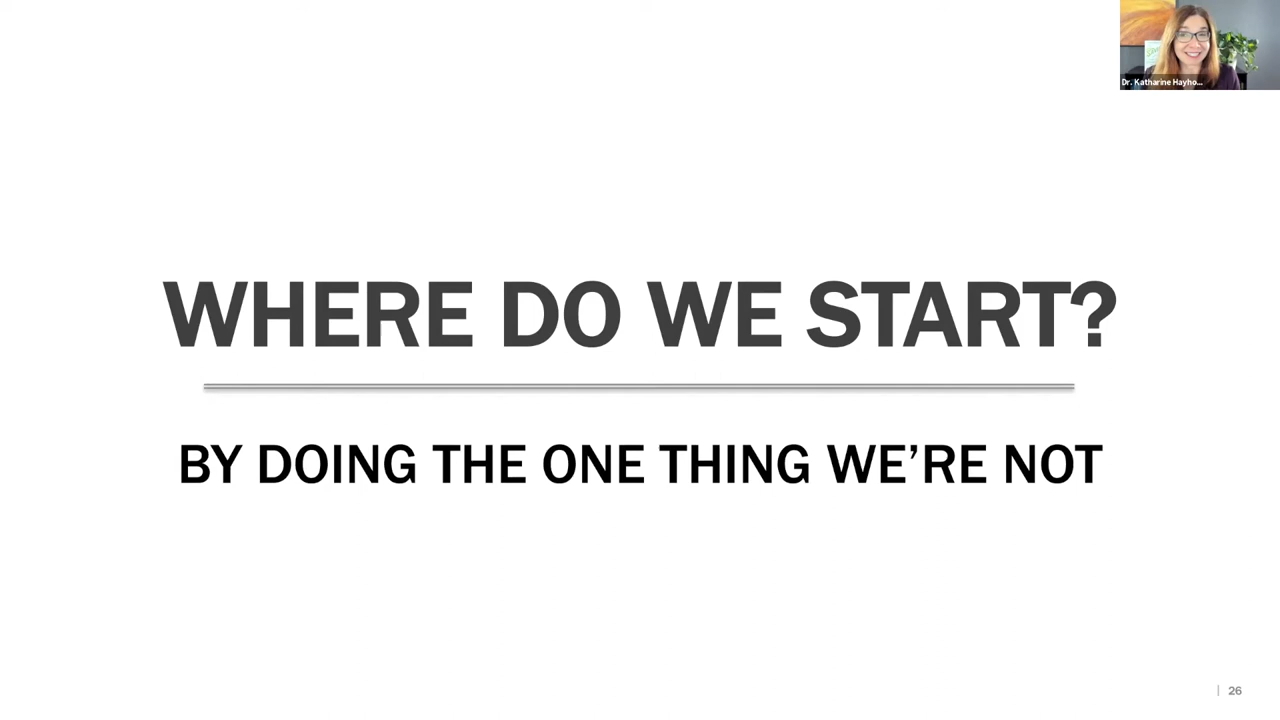 Dr. Katharine Hayho...
WHERE DO WE START?
BY DOING THE ONE THING WE’RE NOT
26